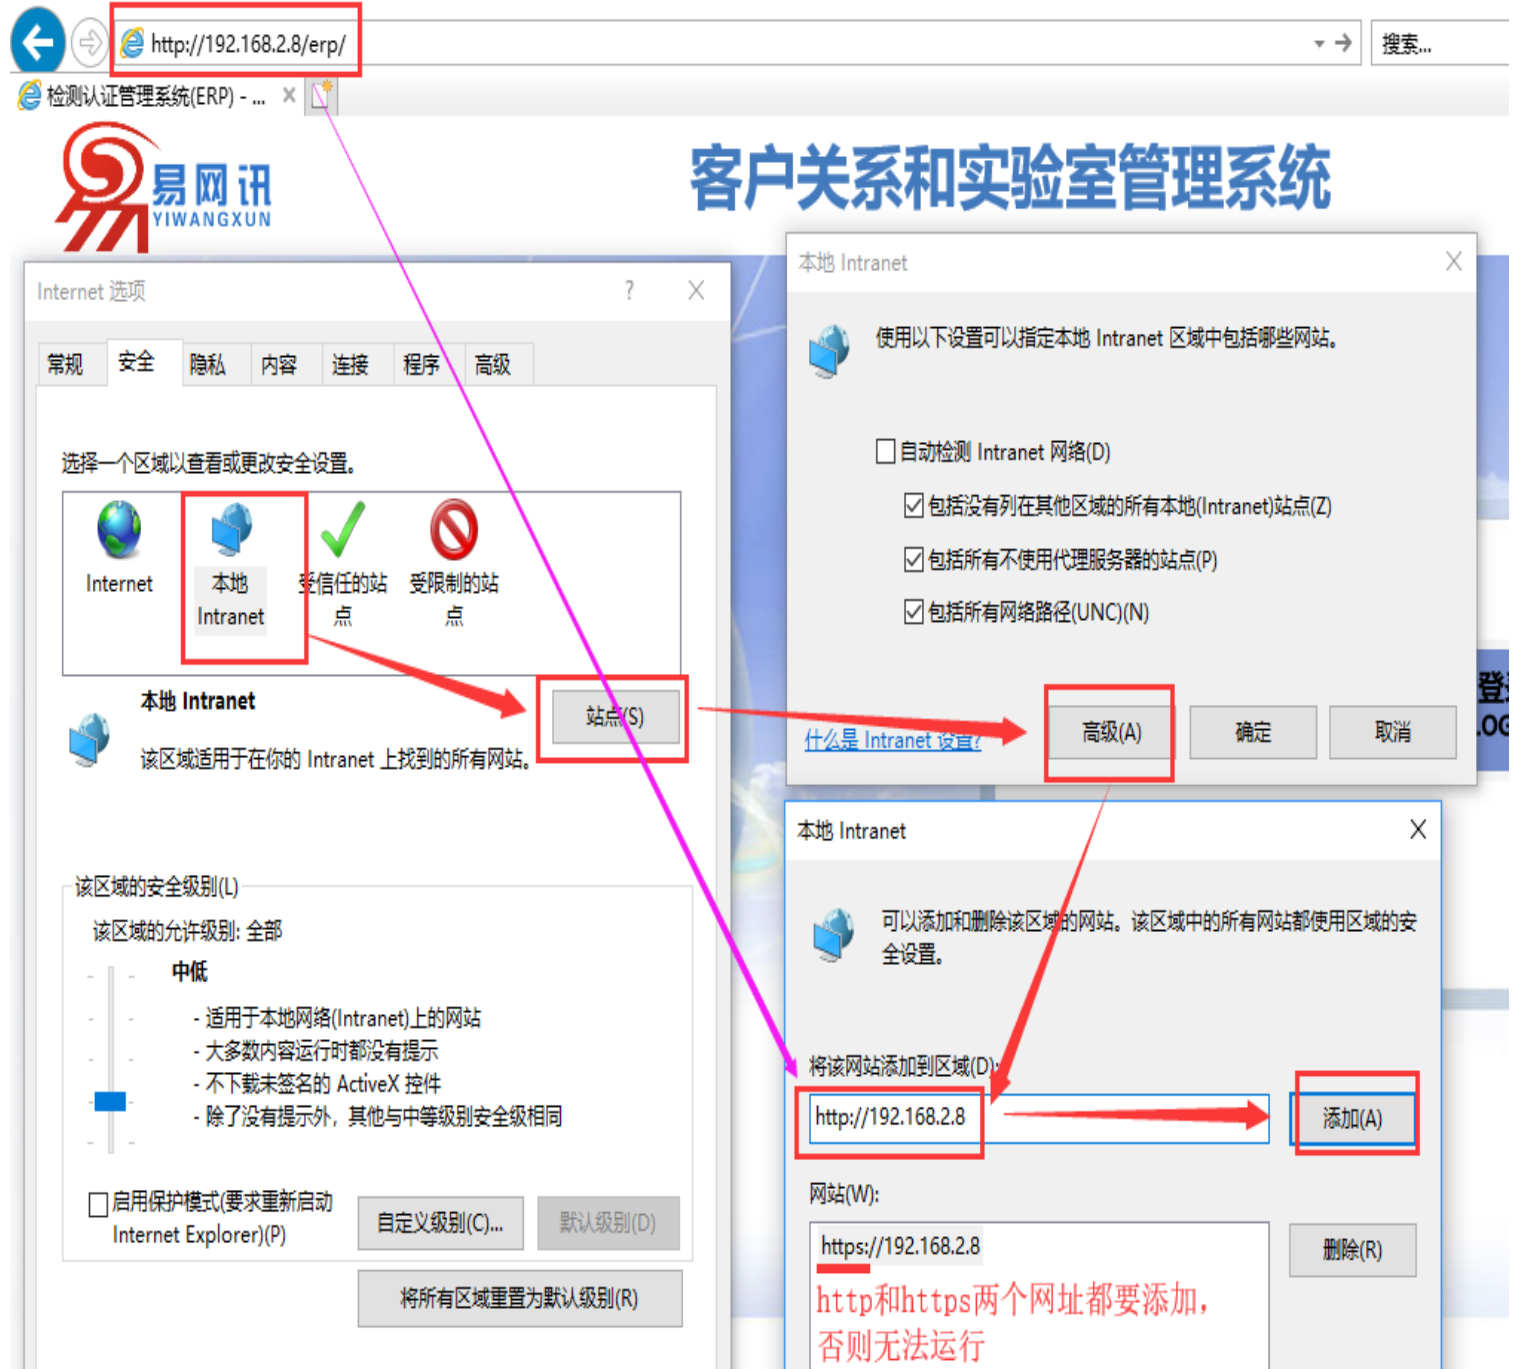 http://192.168.2.8/erp/
搜索...
检测认证管理系统(ERP) - ...
易网讯
YIWANGXUN
客户关系和实验室管理系统
Internet 选项
常规 安全 隐私 内容 连接 程序 高级
选择一个区域以查看或更改安全设置。
Internet
本地
Intranet
受信任的站
点
受限制的站
点
本地 Intranet
站点(S)
该区域适用于在你的 Intranet 上找到的所有网站。
该区域的安全级别(L)
该区域的允许级别: 全部
中低
- 适用于本地网络(Intranet)上的网站
- 大多数内容运行时都没有提示
- 不下载未签名的 ActiveX 控件
- 除了没有提示外，其他与中等级别安全级相同
启用保护模式(要求重新启动
Internet Explorer)(P)
自定义级别(C)...
默认级别(D)
将所有区域重置为默认级别(R)
本地 Intranet
使用以下设置可以指定本地 Intranet 区域中包括哪些网站。
自动检测 Intranet 网络(D)
包括没有列在其他区域的所有本地(Intranet)站点(Z)
包括所有不使用代理服务器的站点(P)
包括所有网络路径(UNC)(N)
什么是 Intranet 设置?
高级(A)
确定
取消
本地 Intranet
可以添加和删除该区域的网站。该区域中的所有网站都使用区域的安
全设置。
将该网站添加到区域(D):
http://192.168.2.8
添加(A)
网站(W):
https://192.168.2.8
删除(R)
http和https两个网址都要添加，
否则无法运行